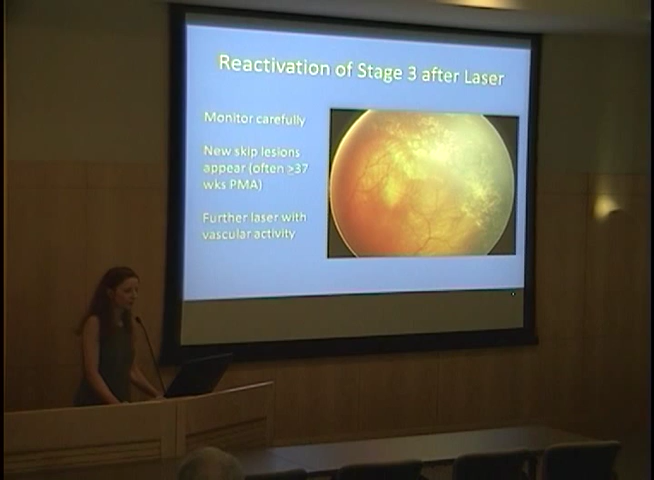 Reactivation of Stage 3 after Laser
Monitor carefully
New skip lesions
appear (often ≥37
wks PMA)
Further laser with
vascular activity